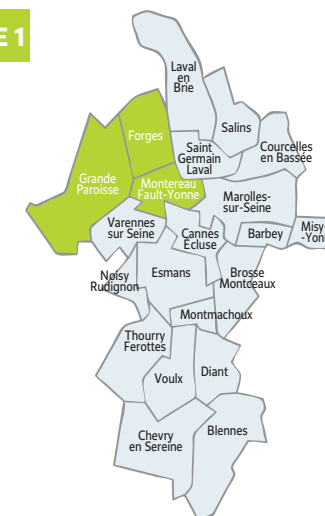 E 1
Laval
en
Brie
Salins
Forges
Saint
Germain
Laval
Courcelles
en Bassée
Grande
Paroisse
Montereau
Fault-Yonne
Marolles-
sur-Seine
Varennes
sur Seine
Cannes
Écluse
Barbey
Misy-
-Yonn
Noisy
Rudignon
Esmans
Brosse
Montceaux
Montmachoux
Thourry
Ferottes
Voulx
Diant
Chevry
en Sereine
Blennes